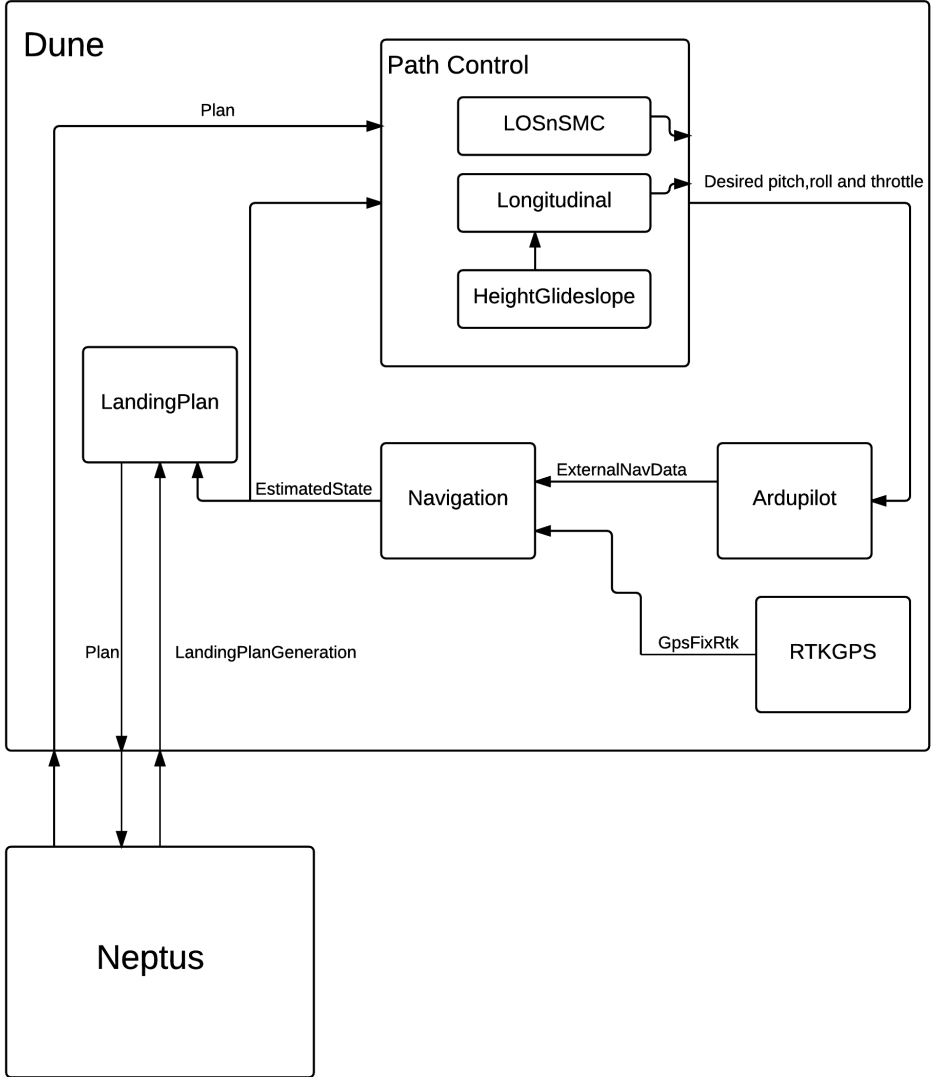 Dune
Path Control
Plan
LOSnSMC
Desired pitch,roll and throttle
Longitudinal
HeightGlideslope
LandingPlan
EstimatedState
Navigation
ExternalNavData
Ardupilot
Plan
LandingPlanGeneration
GpsFixRtk
RTKGPS
Neptus